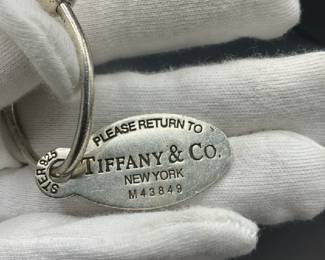 PLEASE RETURN TO
TIFFANY & CO.
NEW YORK
M43849
STER 925